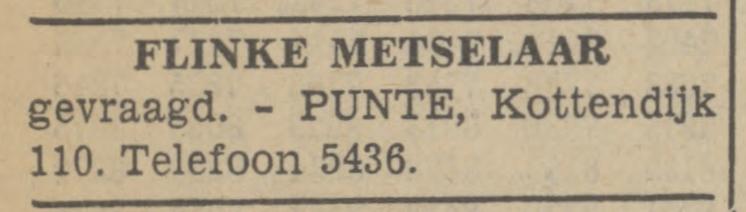 FLINKE METSELAAR
gevraagd. - PUNTE, Kottendijk
110. Telefoon 5436.